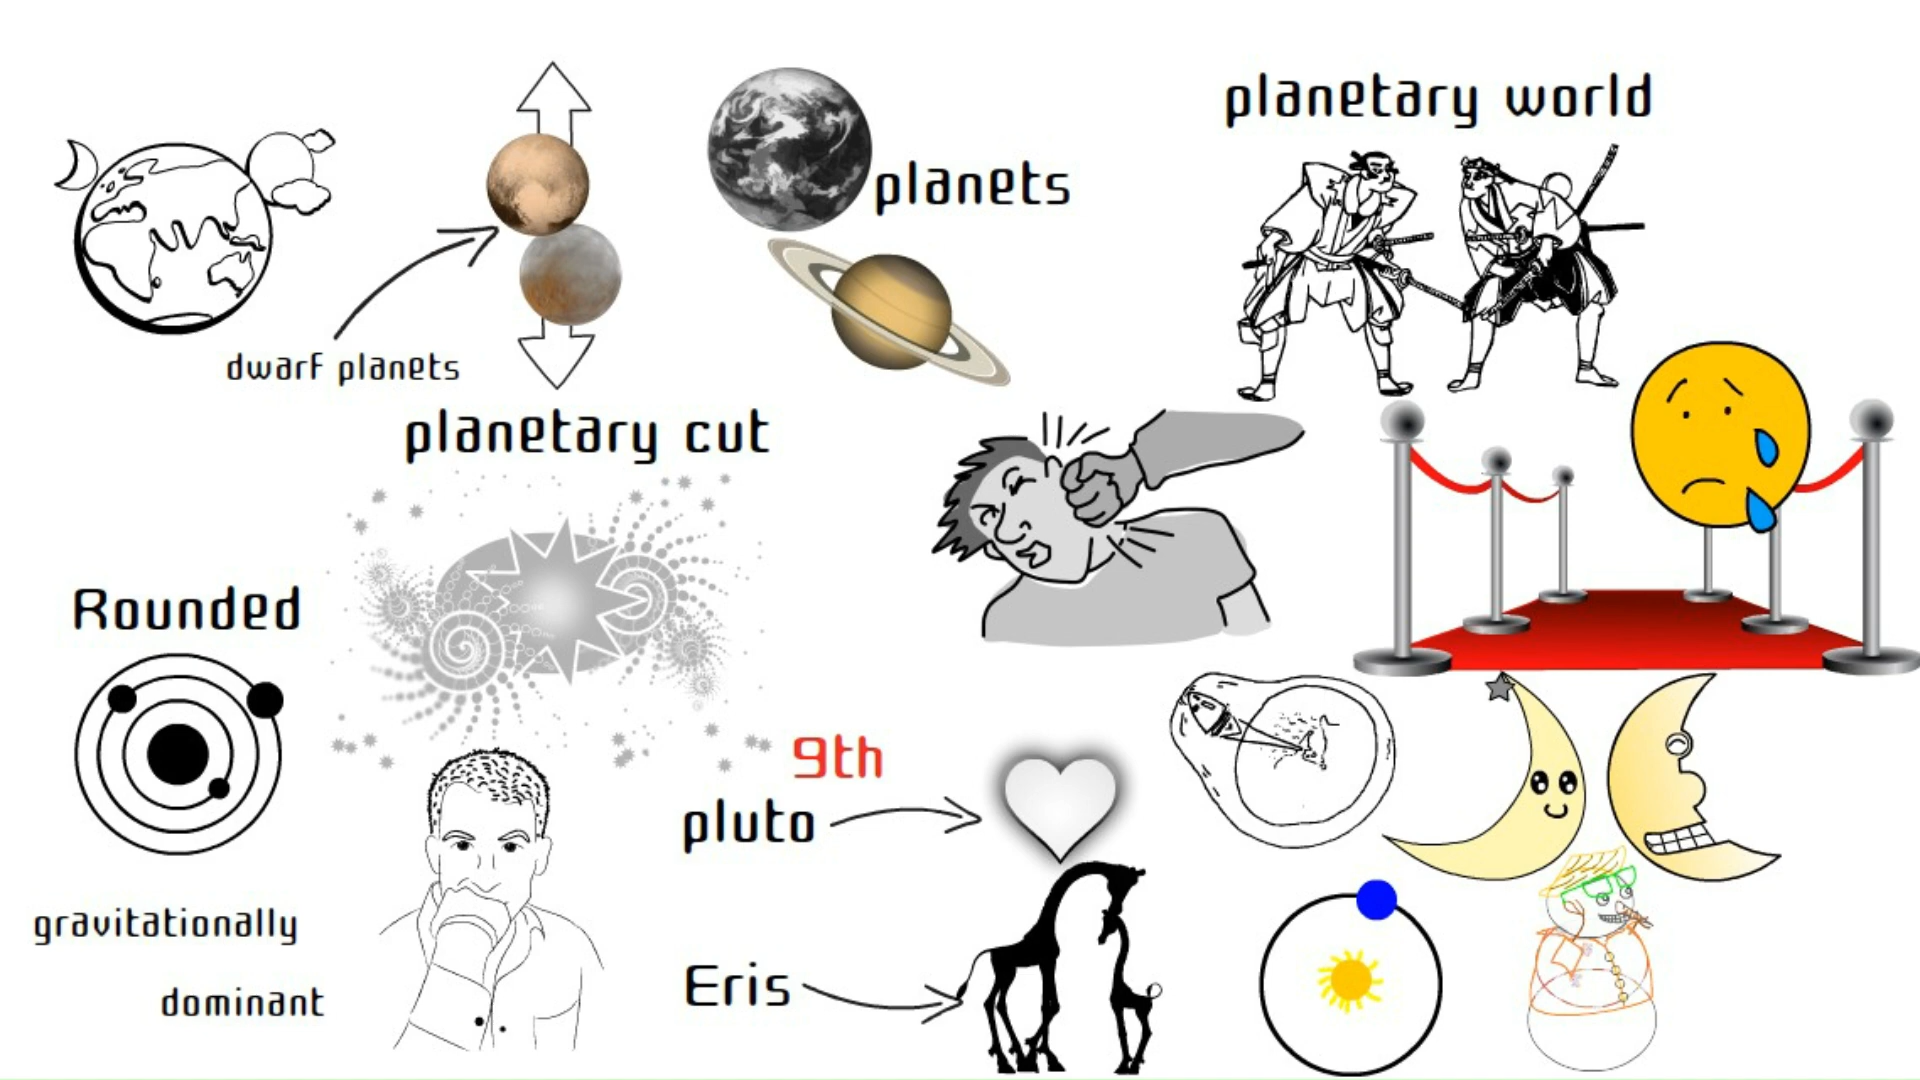 planetary world
planets
dwarf planets
planetary cut
Rounded
9th
pluto
gravitationally
Eris
dominant